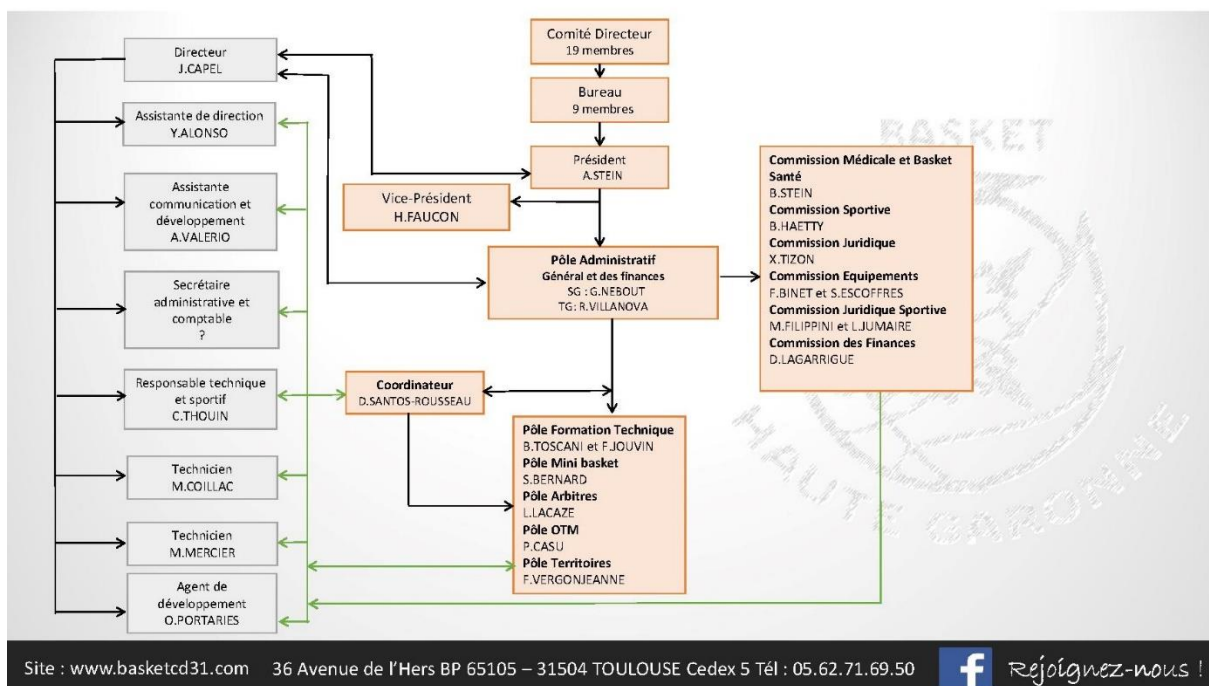 Comité Directeur
19 membres
Bureau
9 membres
Président
A.STEIN
Vice-Président
H.FAUCON
Pôle Administratif
Général et des finances
SG : G.NEBOUT
TG: R.VILLANOVA
Directeur
J.CAPEL
Assistante de direction
Y.ALONSO
Assistante
communication et
développement
A.VALERIO
Secrétaire
administrative et
comptable
?
Responsable technique
et sportif
C.THOUIN
Technicien
M.COILLAC
Technicien
M.MERCIER
Agent de
développement
O.PORTARIES
Coordinateur
D.SANTOS-ROUSSEAU
Pôle Formation Technique
B.TOSCANI et F.JOUVIN
Pôle Mini basket
S.BERNARD
Pôle Arbitres
L.LACAZE
Pôle OTM
P.CASU
Pôle Territoires
F.VERGONJEANNE
Commission Médicale et Basket
Santé
B.STEIN
Commission Sportive
B.HAETTY
Commission Juridique
X.TIZON
Commission Equipements
F.BINET et S.ESCOFFRES
Commission Juridique Sportive
M.FILIPPINI et L.JUMAIRE
Commission des Finances
D.LAGARRIGUE
BASKET
HAUTE GARONNE
Site : www.basketcd31.com 36 Avenue de l'Hers BP 65105 – 31504 TOULOUSE Cedex 5 Tél : 05.62.71.69.50 f Rejoignez-nous !